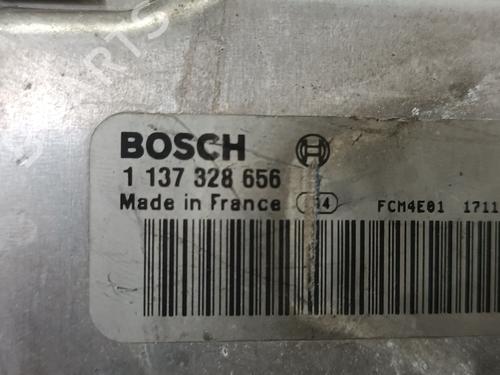 BOSCH
1 137 328 656
Made in France
FCM4E01 1711